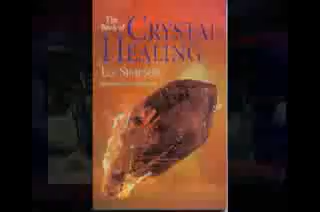 The
Book of
CRYSTAL
HEALING
Liz Simpson